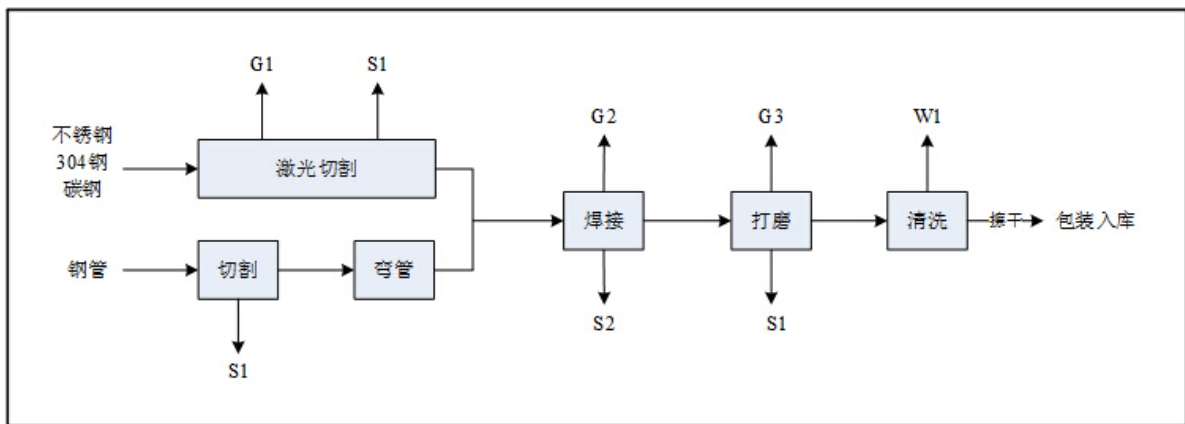 G1
S1
G2
G3
W1
不锈钢
304钢
碳钢
激光切割
焊接
打磨
清洗
擦干
包装入库
钢管
切割
弯管
S2
S1
S1